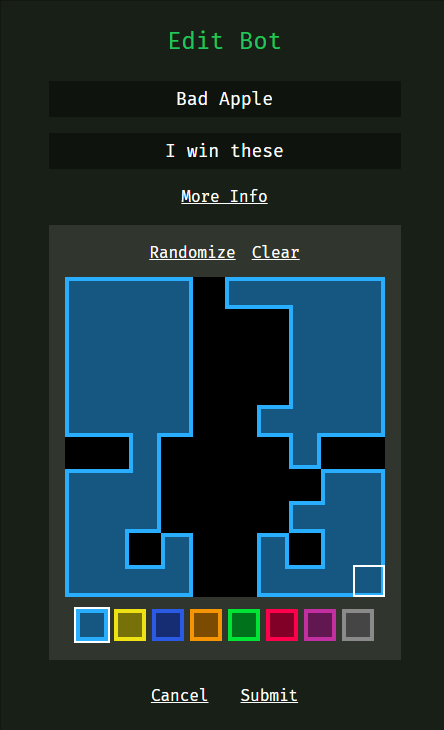 Edit Bot
Bad Apple
I win these
More Info
Randomize Clear
Cancel Submit